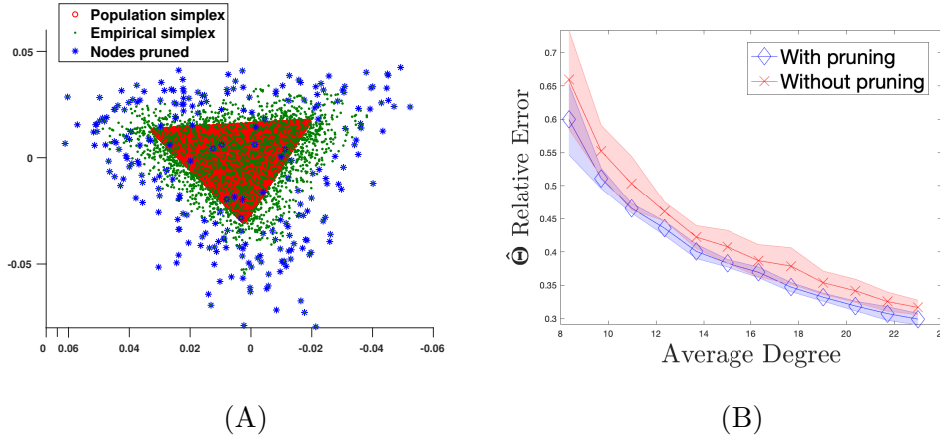 Population simplex
Empirical simplex
Nodes pruned
0.05
0
-0.05
0 0.06 0.04 0.02 0 -0.02 -0.04 -0.06
(A)
With pruning
Without pruning
0.7
0.65
0.6
0.55
0.5
0.45
0.4
0.35
0.3
Θ̂ Relative Error
8 10 12 14 16 18 20 22 24
Average Degree
(B)